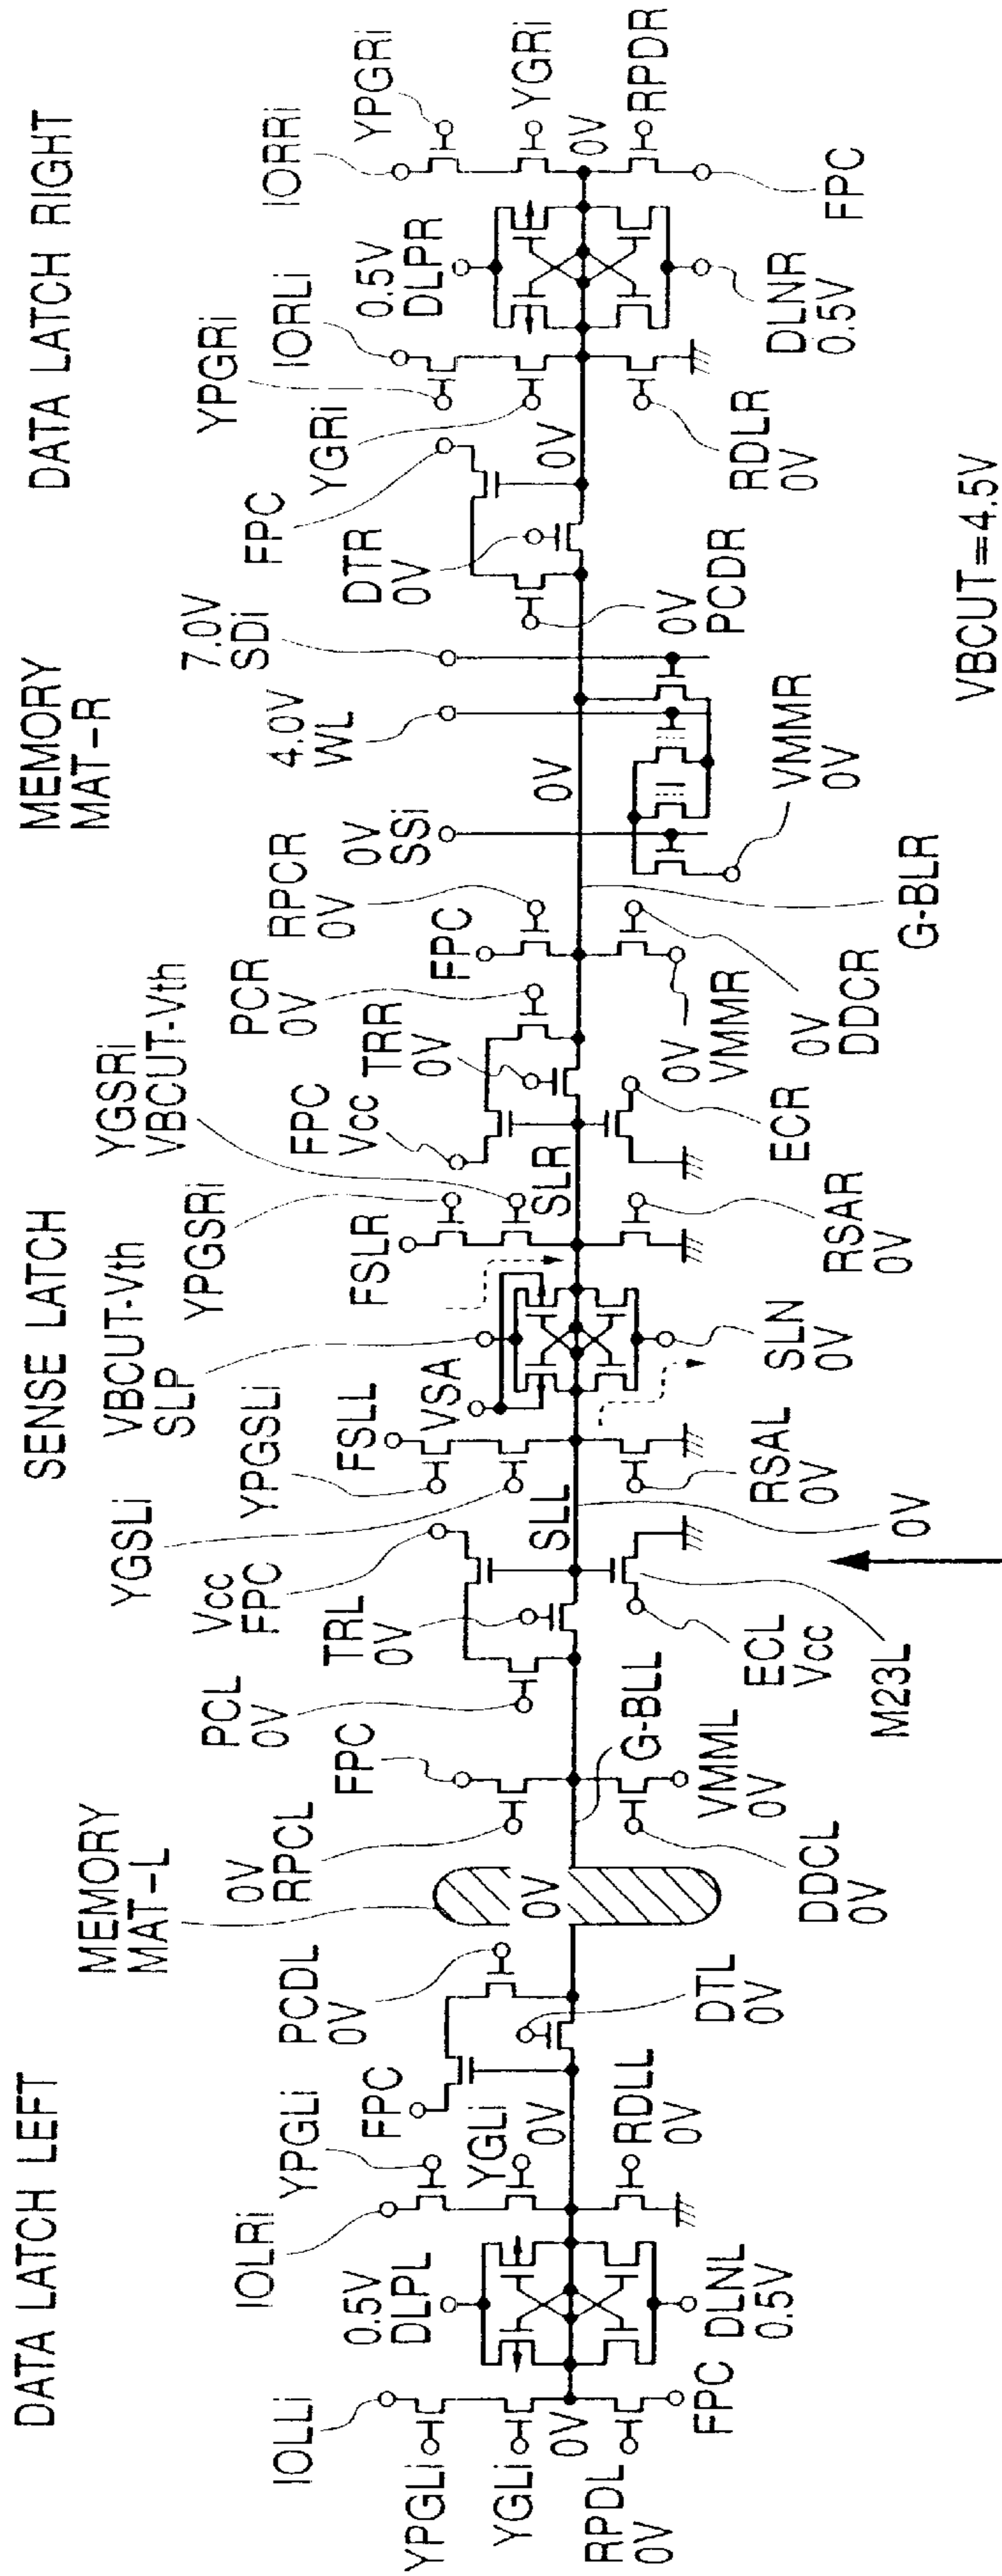 DATA LATCH LEFT
IOLLi
YPGLi
YGLi
0V
RPDL
0V
FPC
0.5V
DLPL
DLNL
0.5V
IOLRi
YPGLi
YGLi
0V
RDLL
0V
FPC
PCDL
0V
DTL
0V
MEMORY
MAT-L
0V
0V
RPCL
FPC
DDCL
0V
VMML
0V
G-BLL
PCL
0V
TRL
0V
Vcc
FPC
ECL
Vcc
M23L
SLL
0V
SENSE LATCH
YGSLi
YPGSLi
FSLL
RSAL
0V
VSA
VBCUT-Vth
SLP
SLN
0V
YPGSRi
FSLR
YGSRi
VBCUT-Vth
RSAR
0V
SLR
FPC
Vcc
TRR
0V
PCR
0V
ECR
FPC
RPCR
0V
0V
VMMR
0V
DDCR
G-BLR
MEMORY
MAT-R
0V
SSi
0V
4.0V
WL
7.0V
SDi
VMMR
0V
0V
PCDR
DTR
0V
FPC
0V
DATA LATCH RIGHT
YPGRi
YGRi
IORLi
RDLR
0V
0.5V
DLPR
DLNR
0.5V
IORRi
YPGRi
YGRi
0V
RPDR
FPC
VBCUT=4.5V